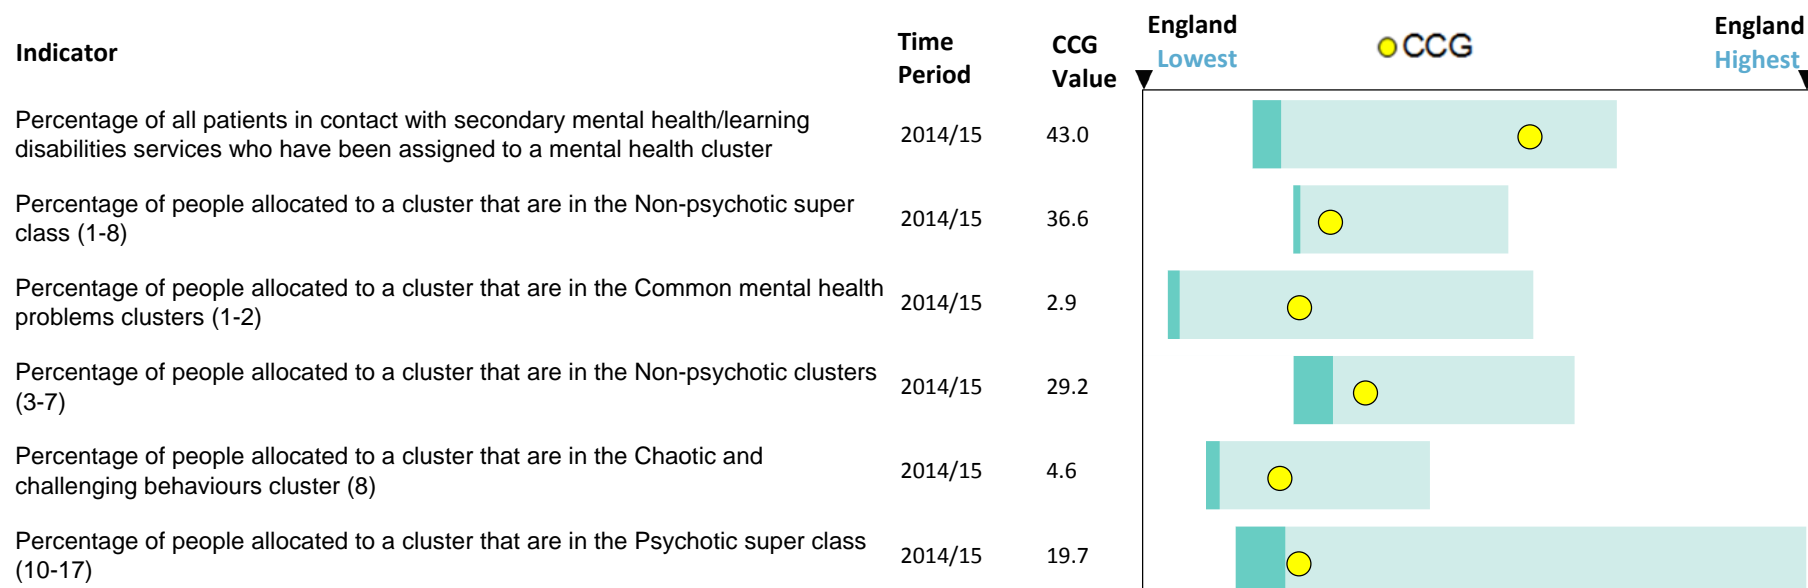 Indicator
Time
Period
CCG
Value
England
Lowest
CCG
England
Highest
Percentage of all patients in contact with secondary mental health/learning
disabilities services who have been assigned to a mental health cluster
2014/15
43.0
Percentage of people allocated to a cluster that are in the Non-psychotic super
class (1-8)
2014/15
36.6
Percentage of people allocated to a cluster that are in the Common mental health
problems clusters (1-2)
2014/15
2.9
Percentage of people allocated to a cluster that are in the Non-psychotic clusters
(3-7)
2014/15
29.2
Percentage of people allocated to a cluster that are in the Chaotic and
challenging behaviours cluster (8)
2014/15
4.6
Percentage of people allocated to a cluster that are in the Psychotic super class
(10-17)
2014/15
19.7